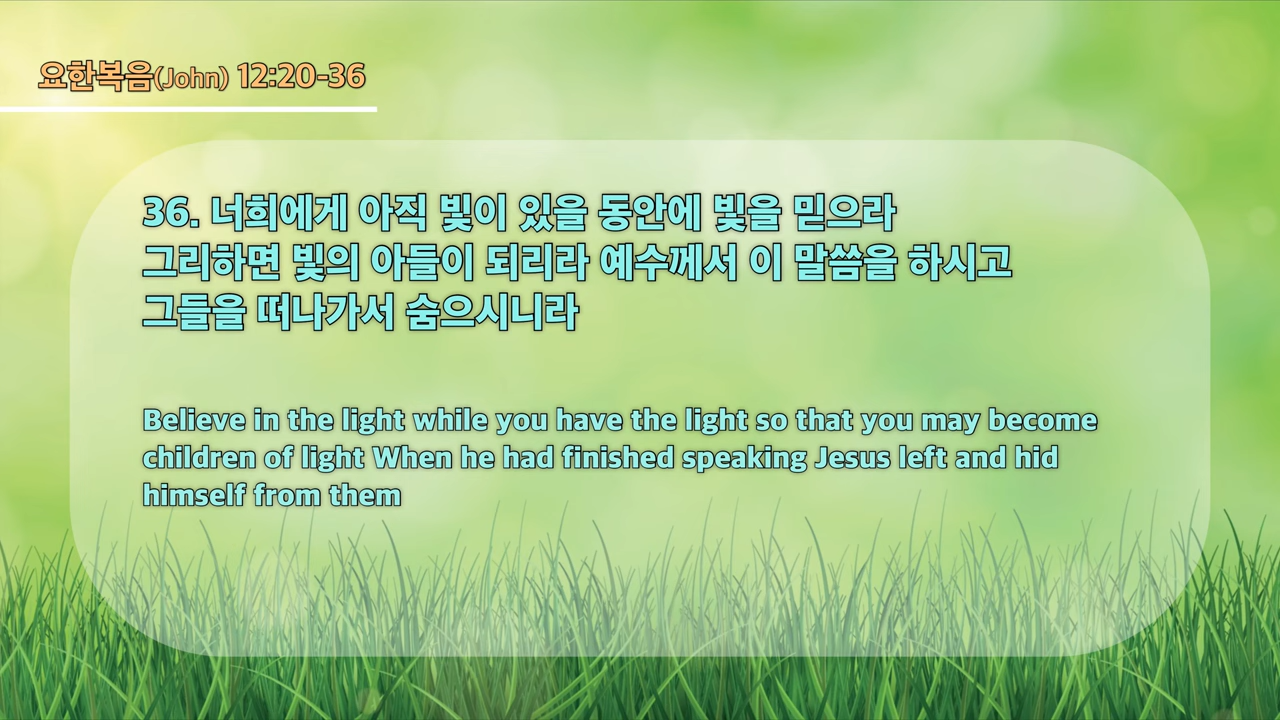 요한복음(John) 12:20-36
36. 너희에게 아직 빛이 있을 동안에 빛을 믿으라
그리하면 빛의 아들이 되리라 예수께서 이 말씀을 하시고
그들을 떠나가서 숨으시니라
Believe in the light while you have the light so that you may become
children of light When he had finished speaking Jesus left and hid
himself from them